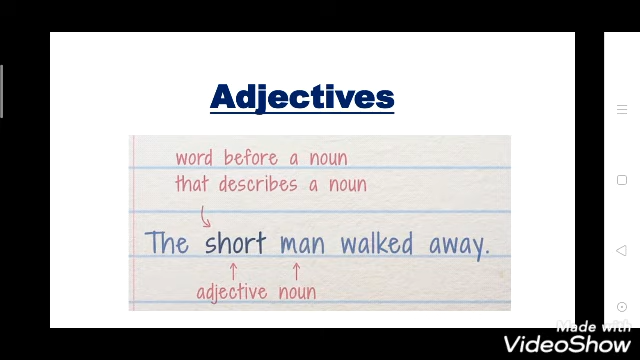 Adjectives
word before a noun
that describes a noun
The short man walked away.
adjective noun
Made with
VideoShow